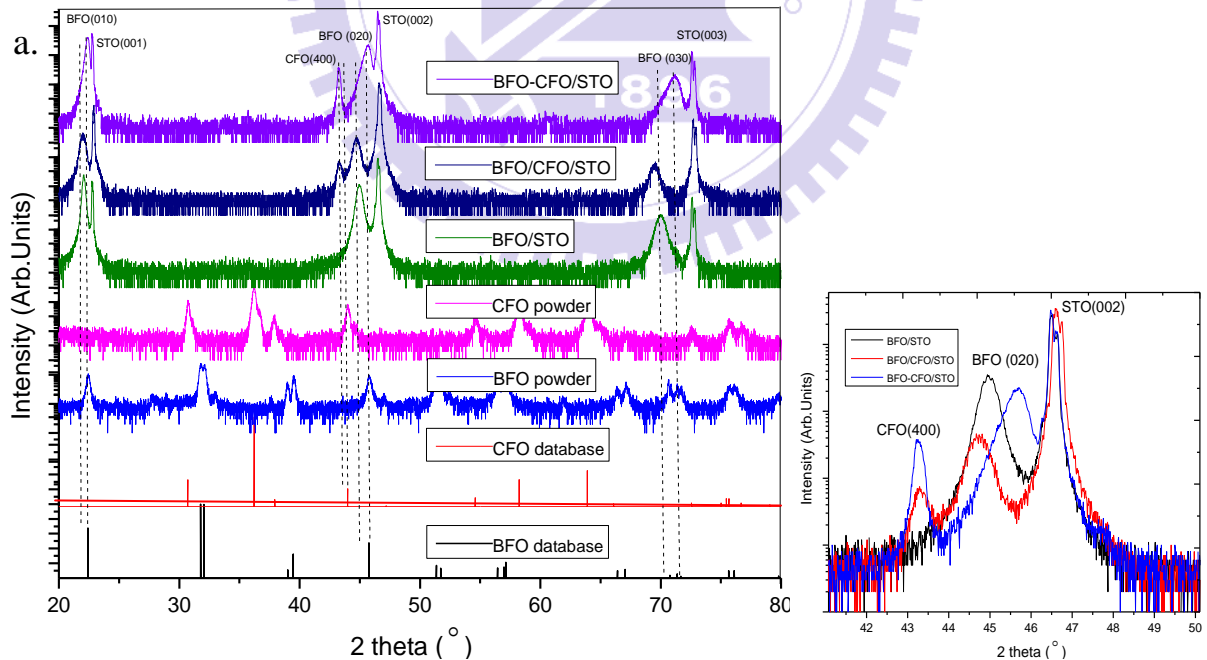 a.
BFO(010)
STO(001)
CFO(400)
BFO (020)
STO(002)
BFO (030)
STO(003)
1896
BFO-CFO/STO
BFO/CFO/STO
BFO/STO
CFO powder
BFO powder
CFO database
BFO database
Intensity (Arb.Units)
20 30 40 50 60 70 80
2 theta (°)
STO(002)
BFO/STO
BFO/CFO/STO
BFO-CFO/STO
BFO (020)
CFO(400)
Intensity (Arb.Units)
42 43 44 45 46 47 48 49 50
2 theta (°)